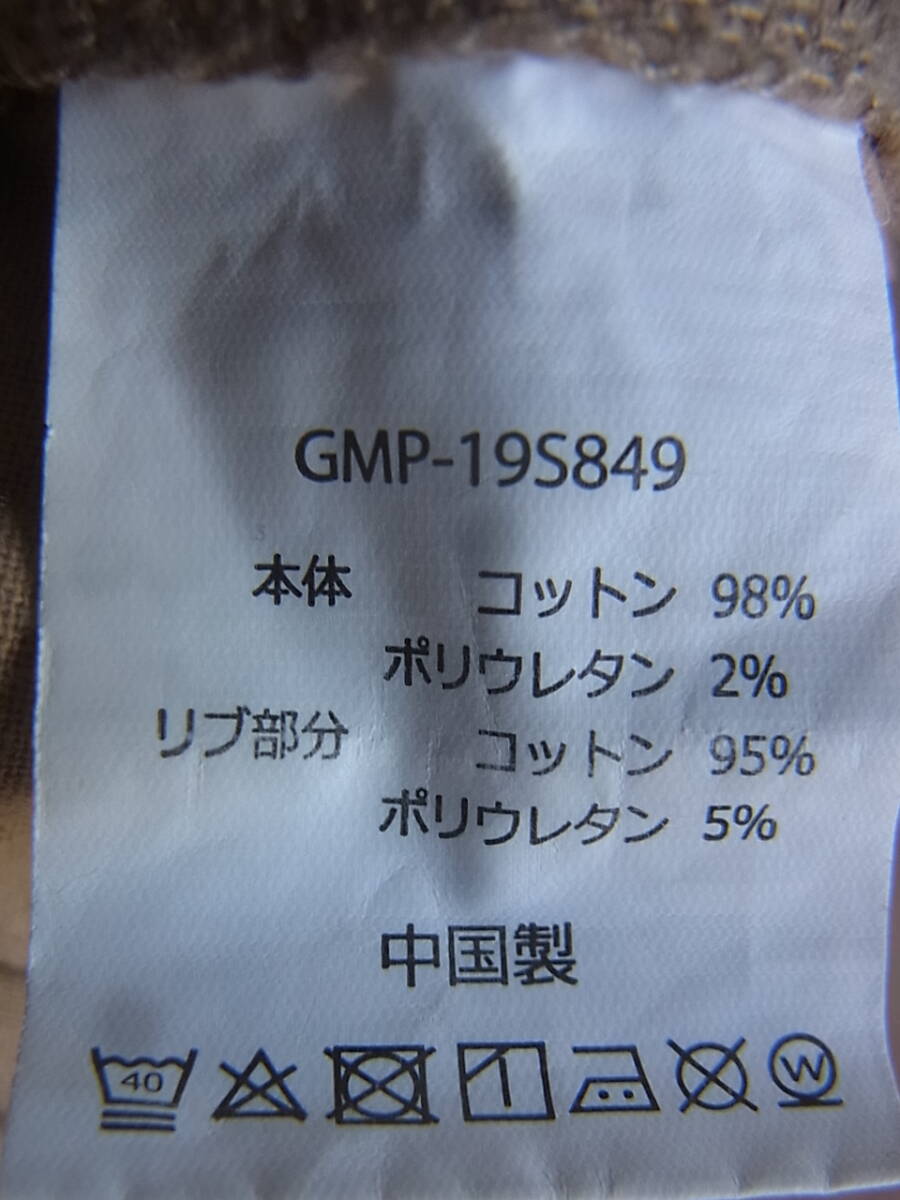 GMP-19S849
本体 コットン 98%
ポリウレタン 2%
リブ部分 コットン 95%
ポリウレタン 5%
中国製
40 W